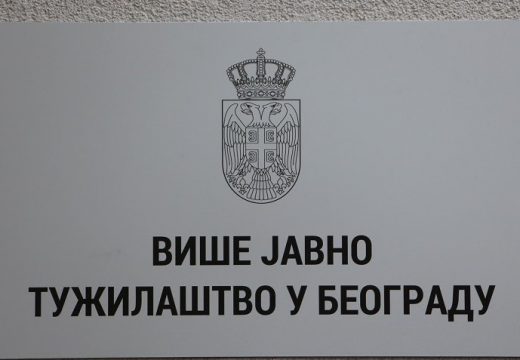 ВИШЕ ЈАВНО
ТУЖИЛАШТВО У БЕОГРАДУ